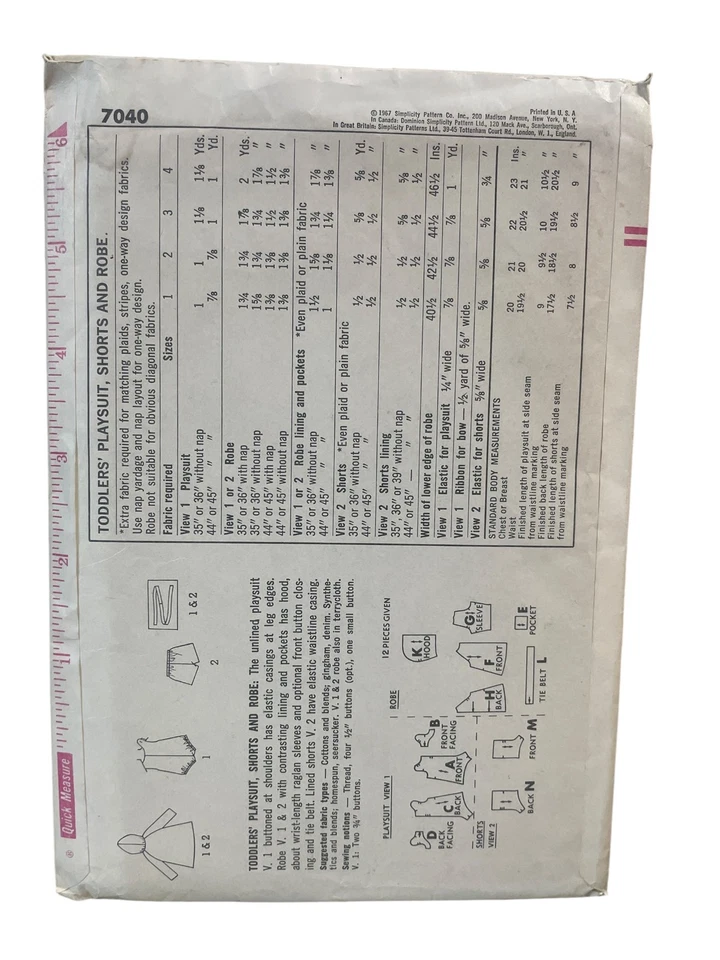 7040
© 1967 Simplicity Pattern Co. Inc., 200 Madison Avenue, New York, N. Y.
Printed in U. S. A
In Canada: Dominion Simplicity Pattern Ltd., 120 Mack Ave., Scarborough, Ont.
In Great Britain: Simplicity Patterns Ltd., 39-45 Tottenham Court Rd., London, W. 1., England.
Quick Measure
1 2 3 4 5 6
1 & 2
1
2
1 & 2
TODDLERS' PLAYSUIT, SHORTS AND ROBE: The unlined playsuit
V. 1 buttoned at shoulders has elastic casings at leg edges.
Robe V. 1 & 2 with contrasting lining and pockets has hood,
about wrist-length raglan sleeves and optional front button clos-
ing and tie belt. Lined shorts V. 2 have elastic waistline casing.
Suggested fabric types — Cottons and blends; gingham, denim. Synthe-
tics and blends; homespun, seersucker. V. 1 & 2 robe also in terrycloth.
Sewing notions — Thread, four ½" buttons (opt.), one small button.
V. 1: Two ¾" buttons.
12 PIECES GIVEN
PLAYSUIT VIEW 1
ROBE
D BACK FACING
C BACK
A FRONT
B FRONT FACING
SHORTS VIEW 2
BACK N
FRONT M
H BACK
F FRONT
G SLEEVE
K HOOD
TIE BELT L
E POCKET
TODDLERS' PLAYSUIT, SHORTS AND ROBE.
*Extra fabric required for matching plaids, stripes, one-way design fabrics.
Use nap yardage and nap layout for one-way design.
Robe not suitable for obvious diagonal fabrics.
Fabric required Sizes 1 2 3 4
View 1 Playsuit
35" or 36" without nap 1 1 1⅛ 1⅛ Yds.
44" or 45" " " ⅞ ⅞ 1 1 Yd.
View 1 or 2 Robe
35" or 36" with nap 1¾ 1¾ 1⅞ 2 Yds.
35" or 36" without nap 1⅝ 1¾ 1¾ 1⅞ "
44" or 45" with nap 1⅜ 1⅜ 1½ 1½ "
44" or 45" without nap 1⅜ 1⅜ 1⅜ 1⅜ "
View 1 or 2 Robe lining and pockets *Even plaid or plain fabric
35" or 36" without nap 1½ 1⅝ 1¾ 1⅞ "
44" or 45" " " 1 1⅛ 1¼ 1⅜ "
View 2 Shorts *Even plaid or plain fabric
35" or 36" without nap ½ ½ ⅝ ⅝ Yd.
44" or 45" " " ½ ½ ½ ½ "
View 2 Shorts lining
35", 36" or 39" without nap ½ ½ ⅝ ⅝ "
44" or 45" — " " ½ ½ ½ ½ "
Width of lower edge of robe 40½ 42½ 44½ 46½ Ins.
View 1 Elastic for playsuit ¼" wide ⅞ ⅞ ⅞ 1 Yd.
View 1 Ribbon for bow — ½ yard of ⅝" wide.
View 2 Elastic for shorts ⅝" wide ⅝ ⅝ ⅝ ¾ "
STANDARD BODY MEASUREMENTS
Chest or Breast 20 21 22 23 Ins.
Waist 19½ 20 20½ 21 "
Finished length of playsuit at side seam
from waistline marking 9 9½ 10 10½ "
Finished back length of robe 17½ 18½ 19½ 20½ "
Finished length of shorts at side seam
from waistline marking 7½ 8 8½ 9 "